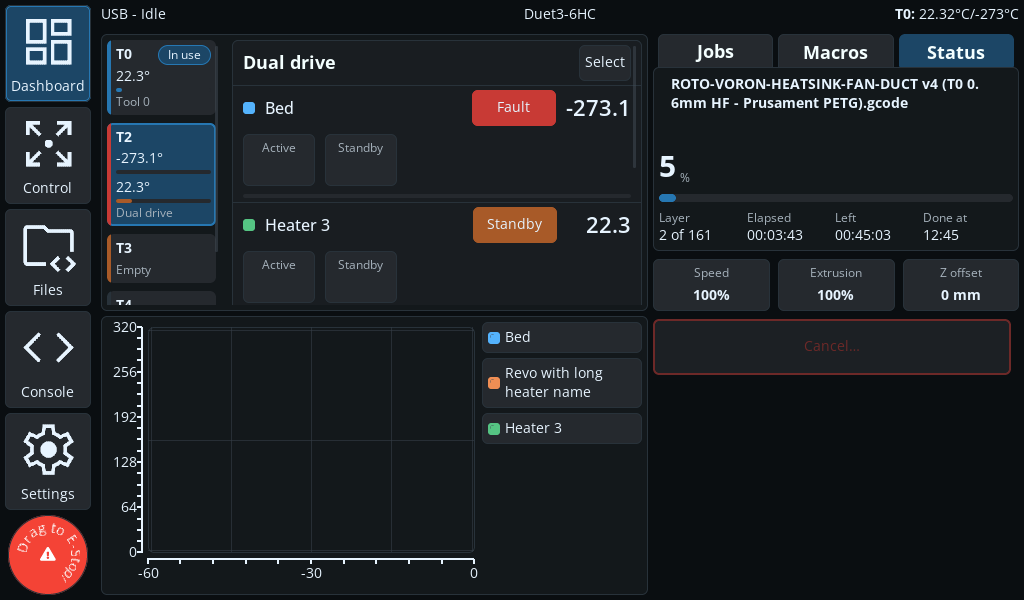 USB - Idle
Duet3-6HC
T0: 22.32°C/-273°C
Dashboard
Control
Files
Console
Settings
Drag to E-Stop!
T0
In use
22.3°
Tool 0
T2
-273.1°
22.3°
Dual drive
T3
Empty
T4
Dual drive
Select
Bed
Fault
-273.1
Active
Standby
Heater 3
Standby
22.3
Active
Standby
320
256
192
128
64
0
-60
-30
0
Bed
Revo with long
heater name
Heater 3
Jobs
Macros
Status
ROTO-VORON-HEATSINK-FAN-DUCT v4 (T0 0.
6mm HF - Prusament PETG).gcode
5 %
Layer
Elapsed
Left
Done at
2 of 161
00:03:43
00:45:03
12:45
Speed
100%
Extrusion
100%
Z offset
0 mm
Cancel...